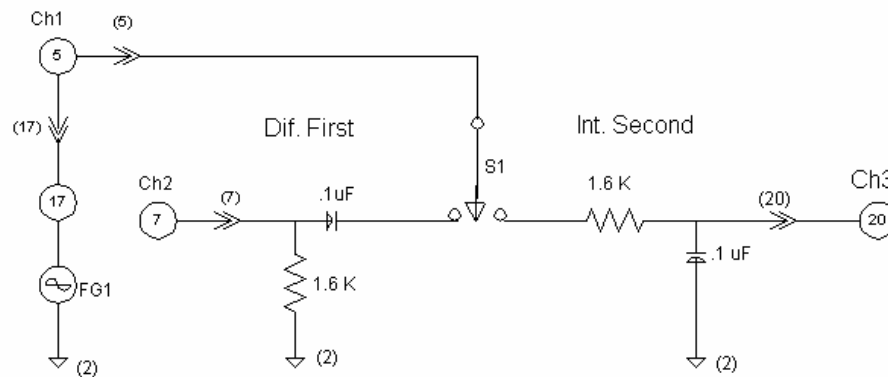 Ch1
(5)
5
(17)
Dif. First
Int. Second
S1
Ch2
(7)
.1uF
1.6 K
Ch3
(20)
17
7
20
.1 uF
FG1
1.6 K
(2)
(2)
(2)